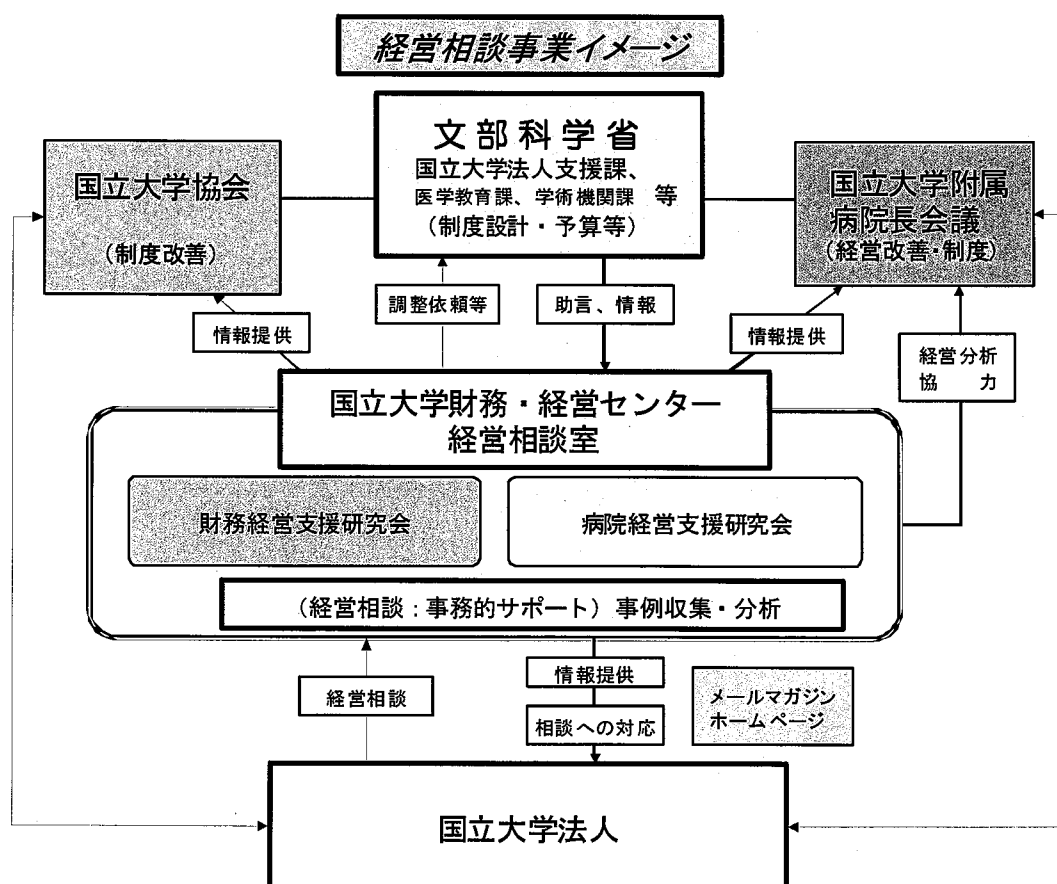 経営相談事業イメージ
文部科学省
国立大学法人支援課、
医学教育課、学術機関課 等
（制度設計・予算等）
国立大学協会
（制度改善）
国立大学附属
病院長会議
（経営改善・制度）
調整依頼等
助言、情報
情報提供
情報提供
経営分析
協 力
国立大学財務・経営センター
経営相談室
財務経営支援研究会
病院経営支援研究会
（経営相談：事務的サポート）事例収集・分析
経営相談
情報提供
相談への対応
メールマガジン
ホームページ
国立大学法人